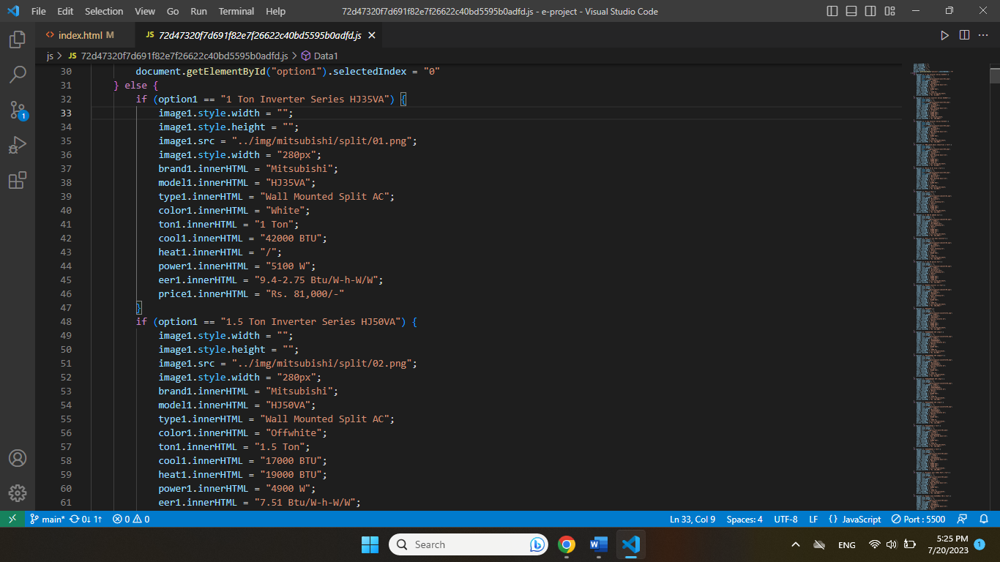 File Edit Selection View Go Run Terminal Help 72d47320f7d691f82e7f26622c40bd5595b0adfd.js - e-project - Visual Studio Code
index.html M JS 72d47320f7d691f82e7f26622c40bd5595b0adfd.js
js > JS 72d47320f7d691f82e7f26622c40bd5595b0adfd.js > Data1
30 document.getElementById("option1").selectedIndex = "0"
31 } else {
32 if (option1 == "1 Ton Inverter Series HJ35VA") {
33 image1.style.width = "";
34 image1.style.height = "";
35 image1.src = "../img/mitsubishi/split/01.png";
36 image1.style.width = "280px";
37 brand1.innerHTML = "Mitsubishi";
38 model1.innerHTML = "HJ35VA";
39 type1.innerHTML = "Wall Mounted Split AC";
40 color1.innerHTML = "White";
41 ton1.innerHTML = "1 Ton";
42 cool1.innerHTML = "42000 BTU";
43 heat1.innerHTML = "/";
44 power1.innerHTML = "5100 W";
45 eer1.innerHTML = "9.4-2.75 Btu/W-h-W/W";
46 price1.innerHTML = "Rs. 81,000/-"
47 }
48 if (option1 == "1.5 Ton Inverter Series HJ50VA") {
49 image1.style.width = "";
50 image1.style.height = "";
51 image1.src = "../img/mitsubishi/split/02.png";
52 image1.style.width = "280px";
53 brand1.innerHTML = "Mitsubishi";
54 model1.innerHTML = "HJ50VA";
55 type1.innerHTML = "Wall Mounted Split AC";
56 color1.innerHTML = "Offwhite";
57 ton1.innerHTML = "1.5 Ton";
58 cool1.innerHTML = "17000 BTU";
59 heat1.innerHTML = "19000 BTU";
60 power1.innerHTML = "4900 W";
61 eer1.innerHTML = "7.51 Btu/W-h-W/W";
1
main* 0↓ 1↑ 0 0 Ln 33, Col 9 Spaces: 4 UTF-8 LF {} JavaScript Port : 5500
Search ENG 5:25 PM
7/20/2023 1